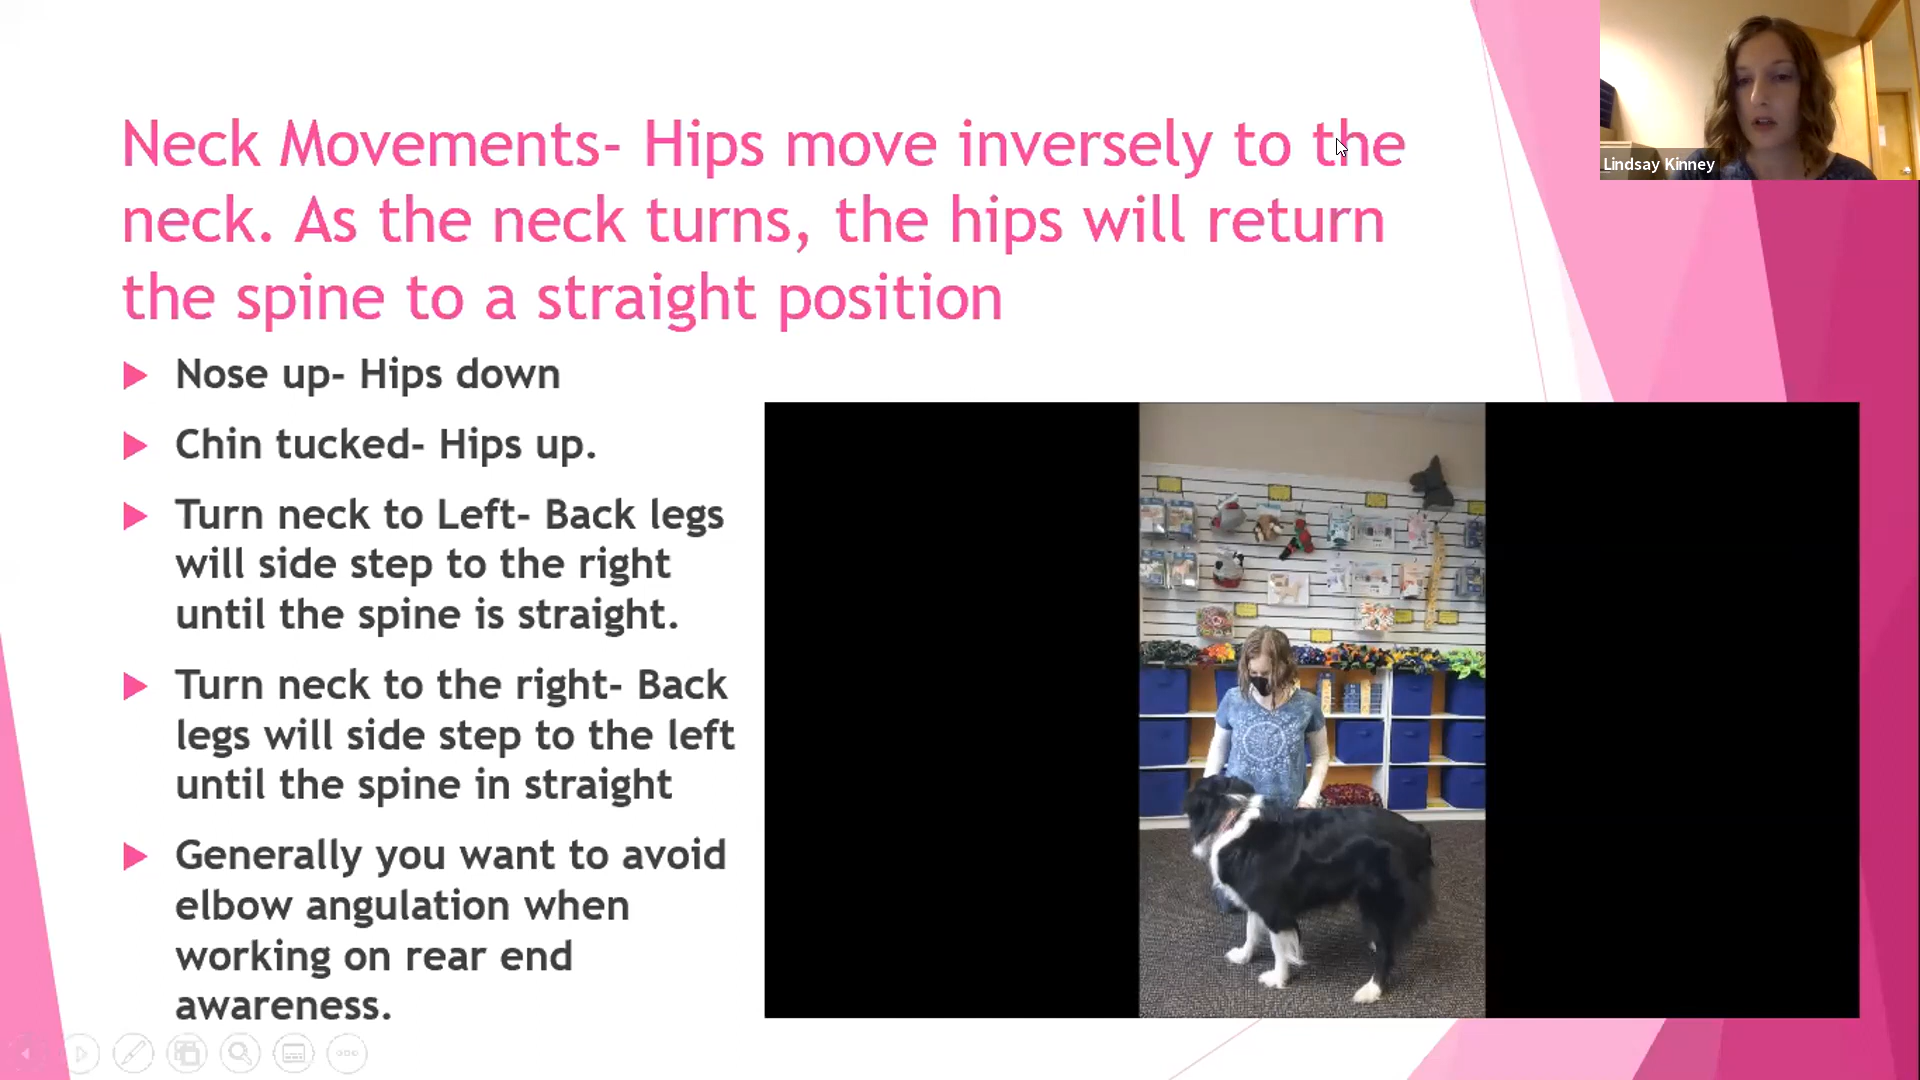 Neck Movements- Hips move inversely to the
neck. As the neck turns, the hips will return
the spine to a straight position
Nose up- Hips down
Chin tucked- Hips up.
Turn neck to Left- Back legs
will side step to the right
until the spine is straight.
Turn neck to the right- Back
legs will side step to the left
until the spine in straight
Generally you want to avoid
elbow angulation when
working on rear end
awareness.
Lindsay Kinney